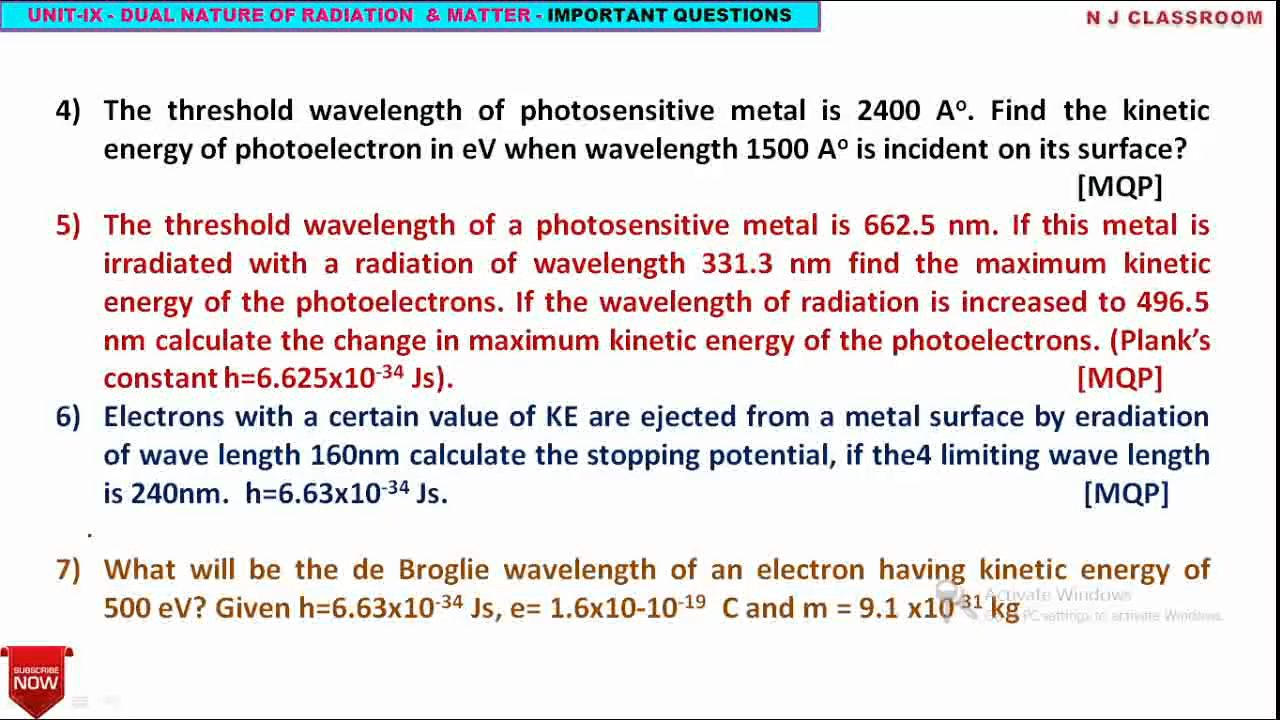 UNIT-IX - DUAL NATURE OF RADIATION & MATTER - IMPORTANT QUESTIONS
N J CLASSROOM
4) The threshold wavelength of photosensitive metal is 2400 Aᵒ. Find the kinetic
energy of photoelectron in eV when wavelength 1500 Aᵒ is incident on its surface?
[MQP]
5) The threshold wavelength of a photosensitive metal is 662.5 nm. If this metal is
irradiated with a radiation of wavelength 331.3 nm find the maximum kinetic
energy of the photoelectrons. If the wavelength of radiation is increased to 496.5
nm calculate the change in maximum kinetic energy of the photoelectrons. (Plank's
constant h=6.625x10⁻³⁴ Js). [MQP]
6) Electrons with a certain value of KE are ejected from a metal surface by eradiation
of wave length 160nm calculate the stopping potential, if the4 limiting wave length
is 240nm. h=6.63x10⁻³⁴ Js. [MQP]
.
7) What will be the de Broglie wavelength of an electron having kinetic energy of
500 eV? Given h=6.63x10⁻³⁴ Js, e= 1.6x10-10⁻¹⁹ C and m = 9.1 x10⁻³¹ kg
Activate Windows
PC settings to activate Windows.
SUBSCRIBE
NOW